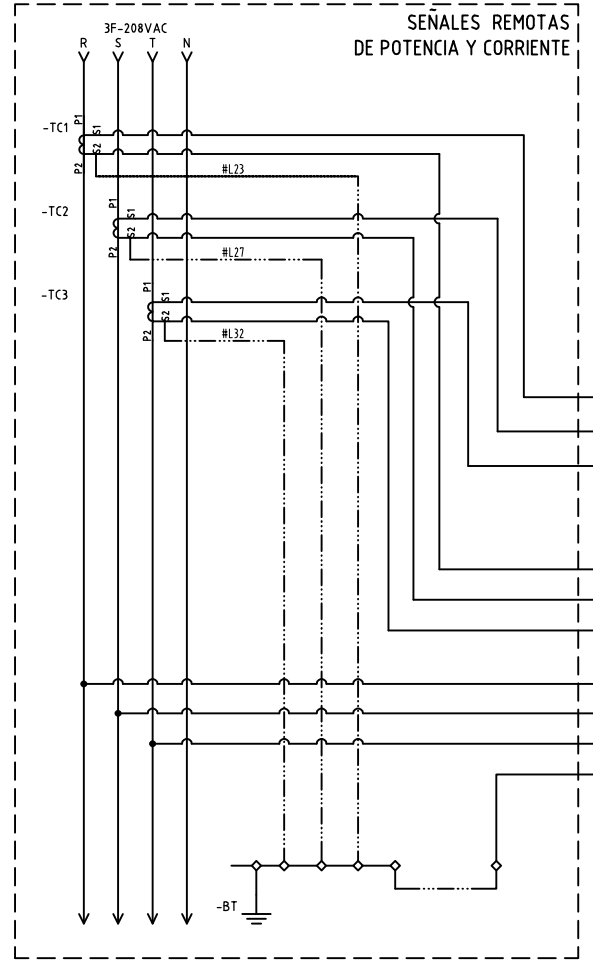 SEÑALES REMOTAS
DE POTENCIA Y CORRIENTE
3F-208VAC
R S T N
-TC1
P1
S1
S2
P2
#L23
-TC2
P1
S1
S2
P2
#L27
-TC3
P1
S1
S2
P2
#L32
-BT